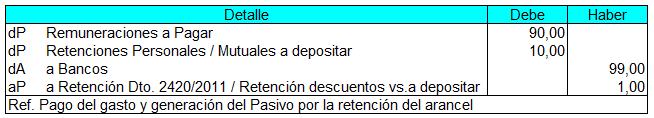 Detalle Debe Haber
dP Remuneraciones a Pagar 90,00
dP Retenciones Personales / Mutuales a depositar 10,00
dA a Bancos 99,00
aP a Retención Dto. 2420/2011 / Retención descuentos vs.a depositar 1,00
Ref. Pago del gasto y generación del Pasivo por la retención del arancel